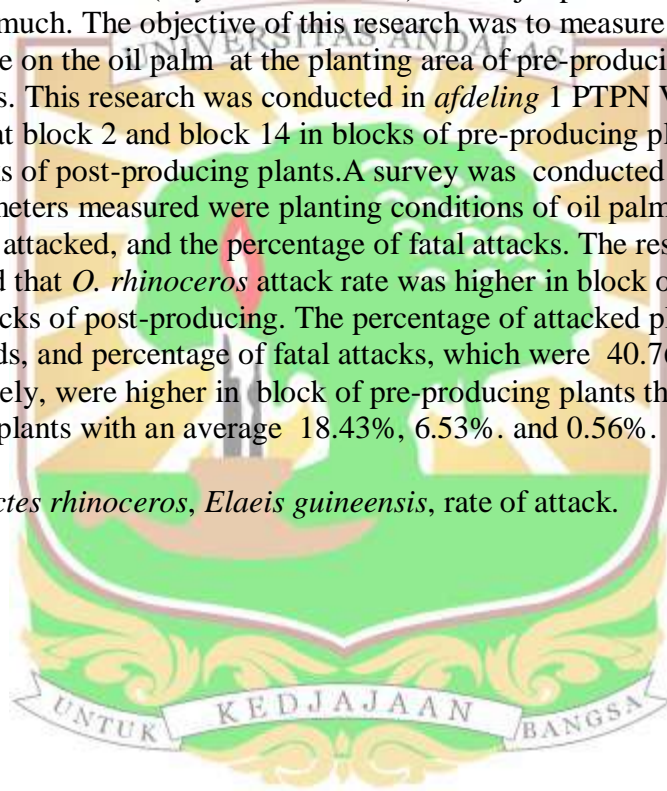 much. The objective of this research was to measure
e on the oil palm at the planting area of pre-produci
s. This research was conducted in afdeling 1 PTPN V
at block 2 and block 14 in blocks of pre-producing pl
s of post-producing plants.A survey was conducted
meters measured were planting conditions of oil palm
attacked, and the percentage of fatal attacks. The res
d that O. rhinoceros attack rate was higher in block o
cks of post-producing. The percentage of attacked pl
ds, and percentage of fatal attacks, which were 40.76
ely, were higher in block of pre-producing plants th
plants with an average 18.43%, 6.53%. and 0.56%.
ctes rhinoceros, Elaeis guineensis, rate of attack.
UNIVERSITAS ANDALAS
UNTUK KEDJAJAAN BANGSA